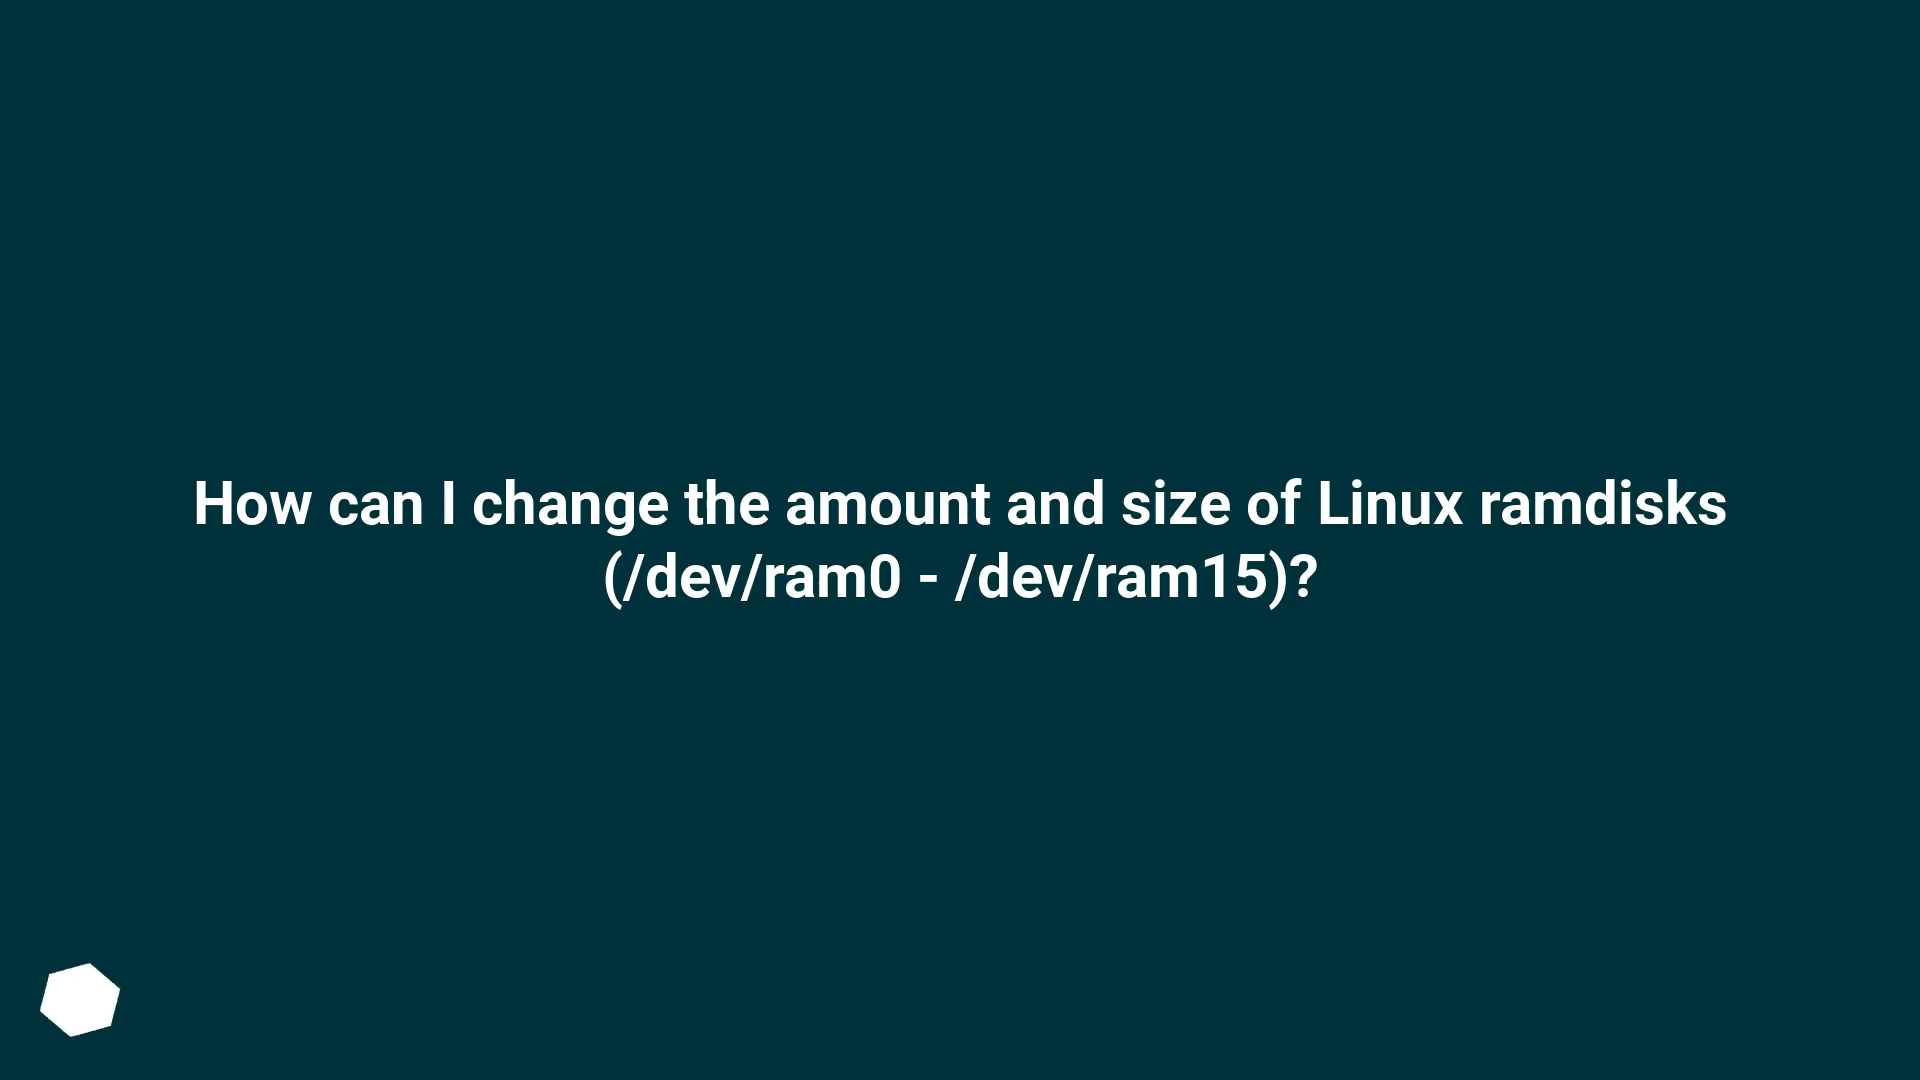 How can I change the amount and size of Linux ramdisks
(/dev/ram0 - /dev/ram15)?